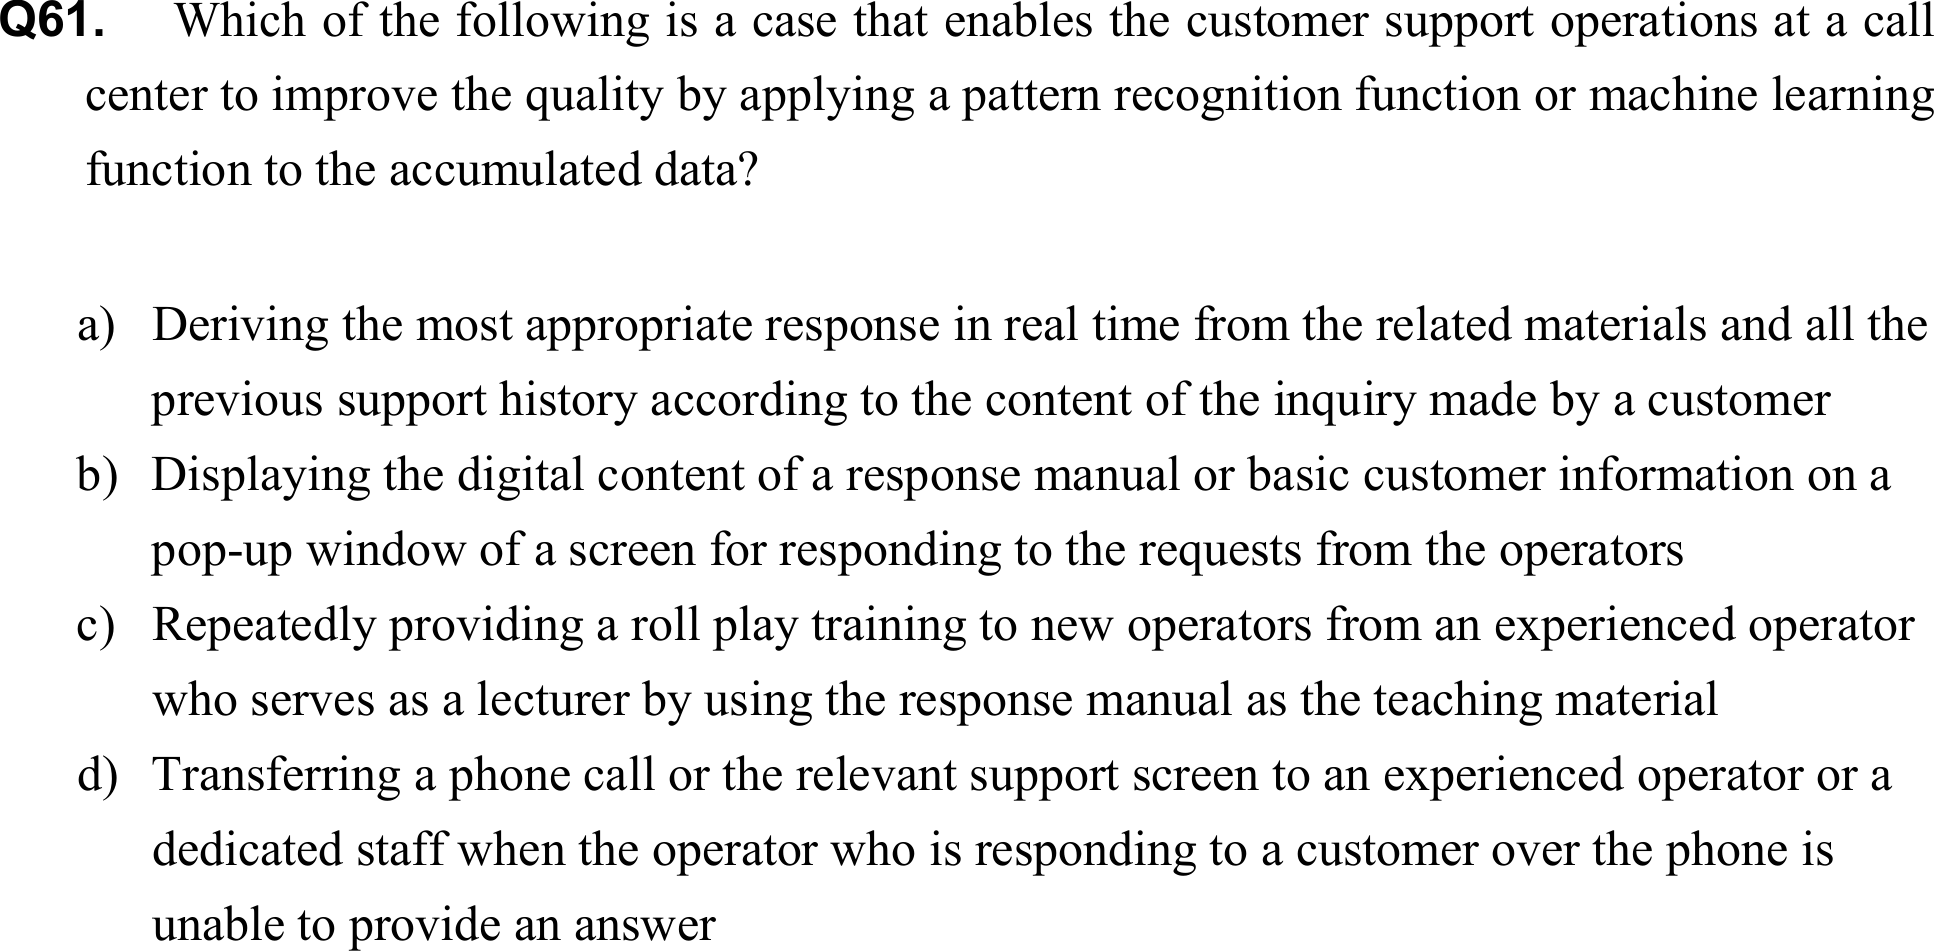 Q61. Which of the following is a case that enables the customer support operations at a call
center to improve the quality by applying a pattern recognition function or machine learning
function to the accumulated data?
a) Deriving the most appropriate response in real time from the related materials and all the
previous support history according to the content of the inquiry made by a customer
b) Displaying the digital content of a response manual or basic customer information on a
pop-up window of a screen for responding to the requests from the operators
c) Repeatedly providing a roll play training to new operators from an experienced operator
who serves as a lecturer by using the response manual as the teaching material
d) Transferring a phone call or the relevant support screen to an experienced operator or a
dedicated staff when the operator who is responding to a customer over the phone is
unable to provide an answer